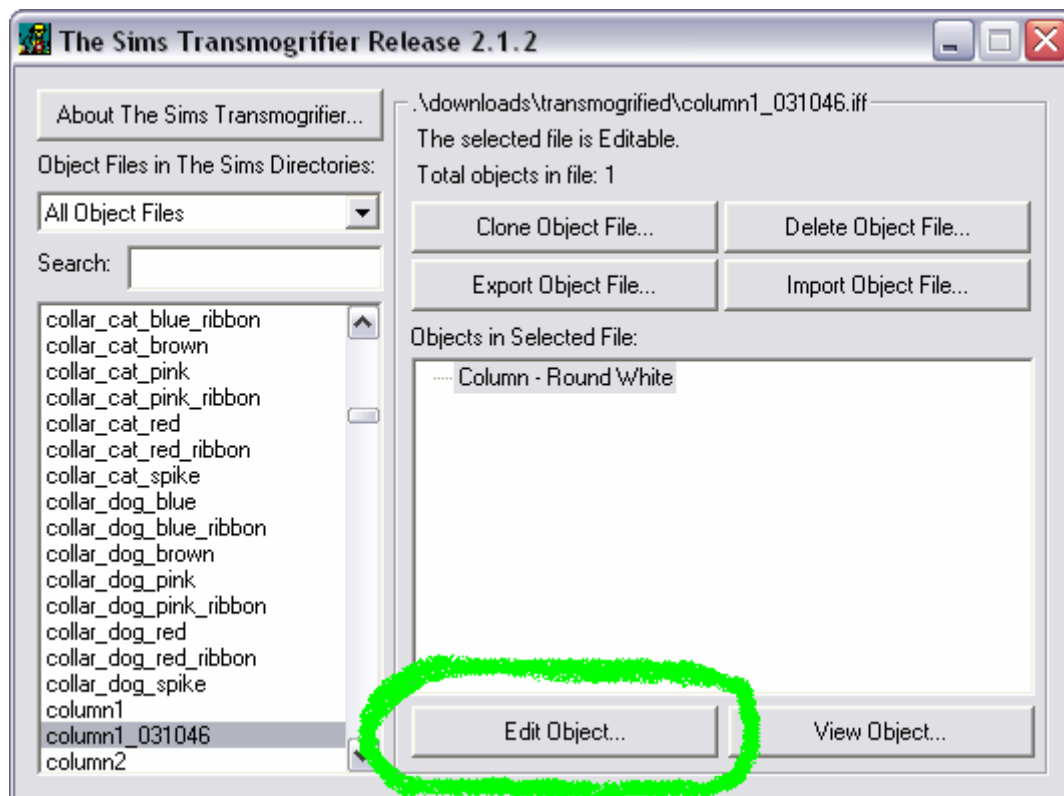 The Sims Transmogrifier Release 2.1.2
About The Sims Transmogrifier...
Object Files in The Sims Directories:
All Object Files
Search:
collar_cat_blue_ribbon
collar_cat_brown
collar_cat_pink
collar_cat_pink_ribbon
collar_cat_red
collar_cat_red_ribbon
collar_cat_spike
collar_dog_blue
collar_dog_blue_ribbon
collar_dog_brown
collar_dog_pink
collar_dog_pink_ribbon
collar_dog_red
collar_dog_red_ribbon
collar_dog_spike
column1
column1_031046
column2
.\downloads\transmogrified\column1_031046.iff
The selected file is Editable.
Total objects in file: 1
Clone Object File...
Delete Object File...
Export Object File...
Import Object File...
Objects in Selected File:
Column - Round White
Edit Object...
View Object...